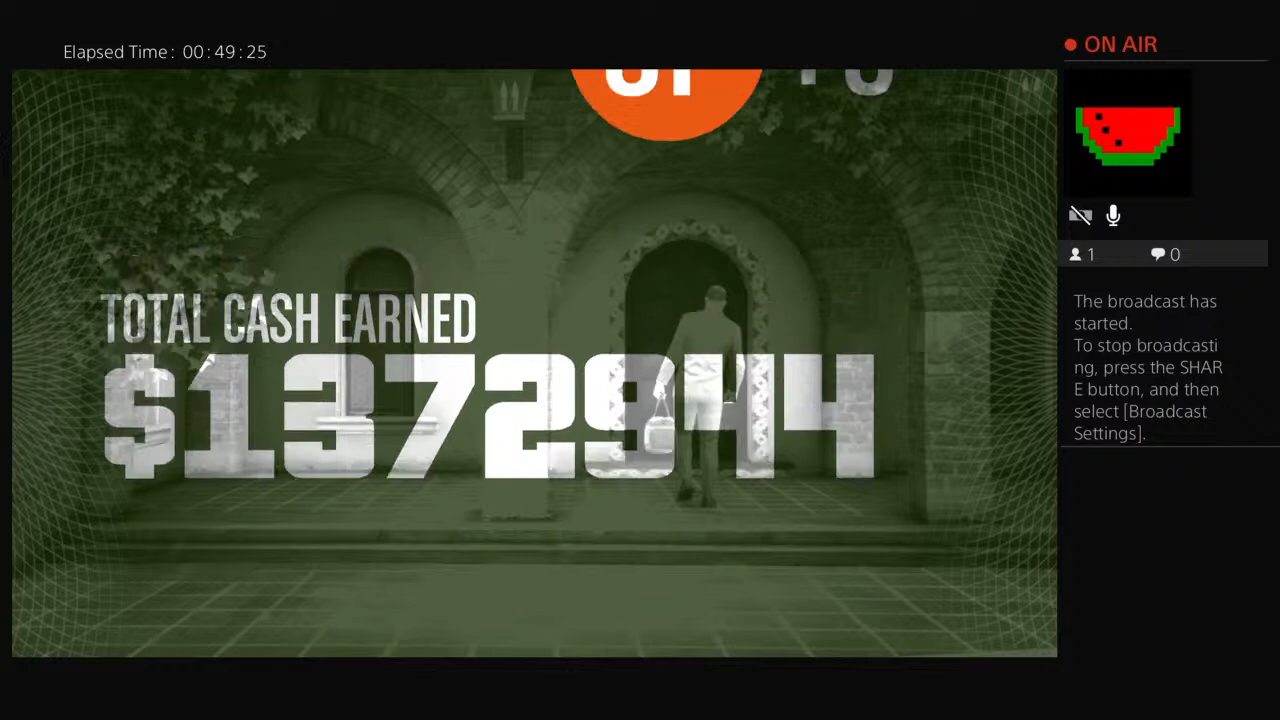 Elapsed Time: 00:49:25
ON AIR
TOTAL CASH EARNED
$1372944
1
0
The broadcast has
started.
To stop broadcasti
ng, press the SHAR
E button, and then
select [Broadcast
Settings].